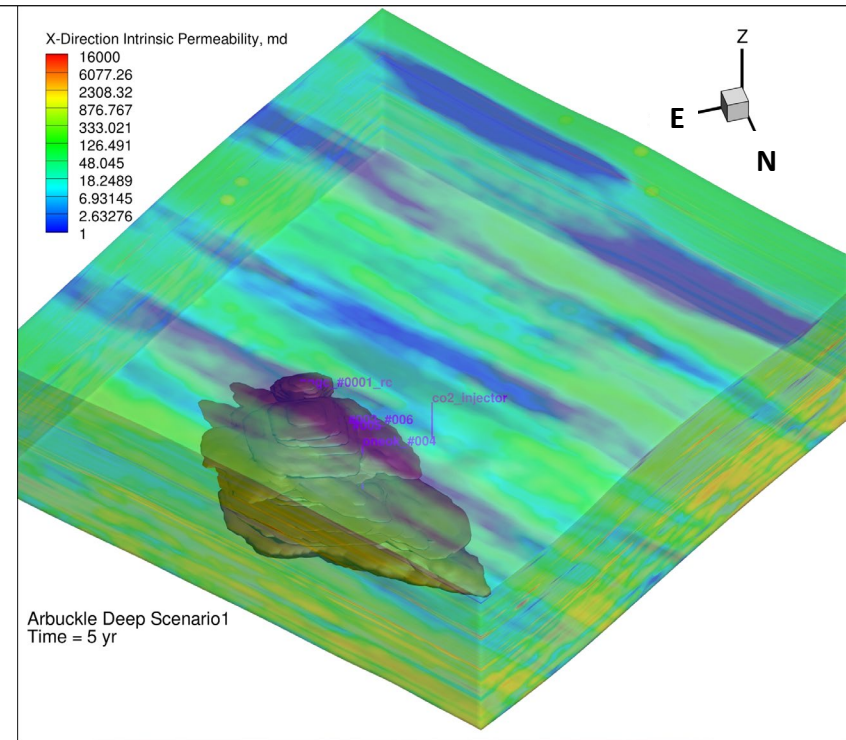 X-Direction Intrinsic Permeability, md
16000
6077.26
2308.32
876.767
333.021
126.491
48.045
18.2489
6.93145
2.63276
1
Z
E
N
#0001_rc
co2_injector
#006
#004
Arbuckle Deep Scenario1
Time = 5 yr